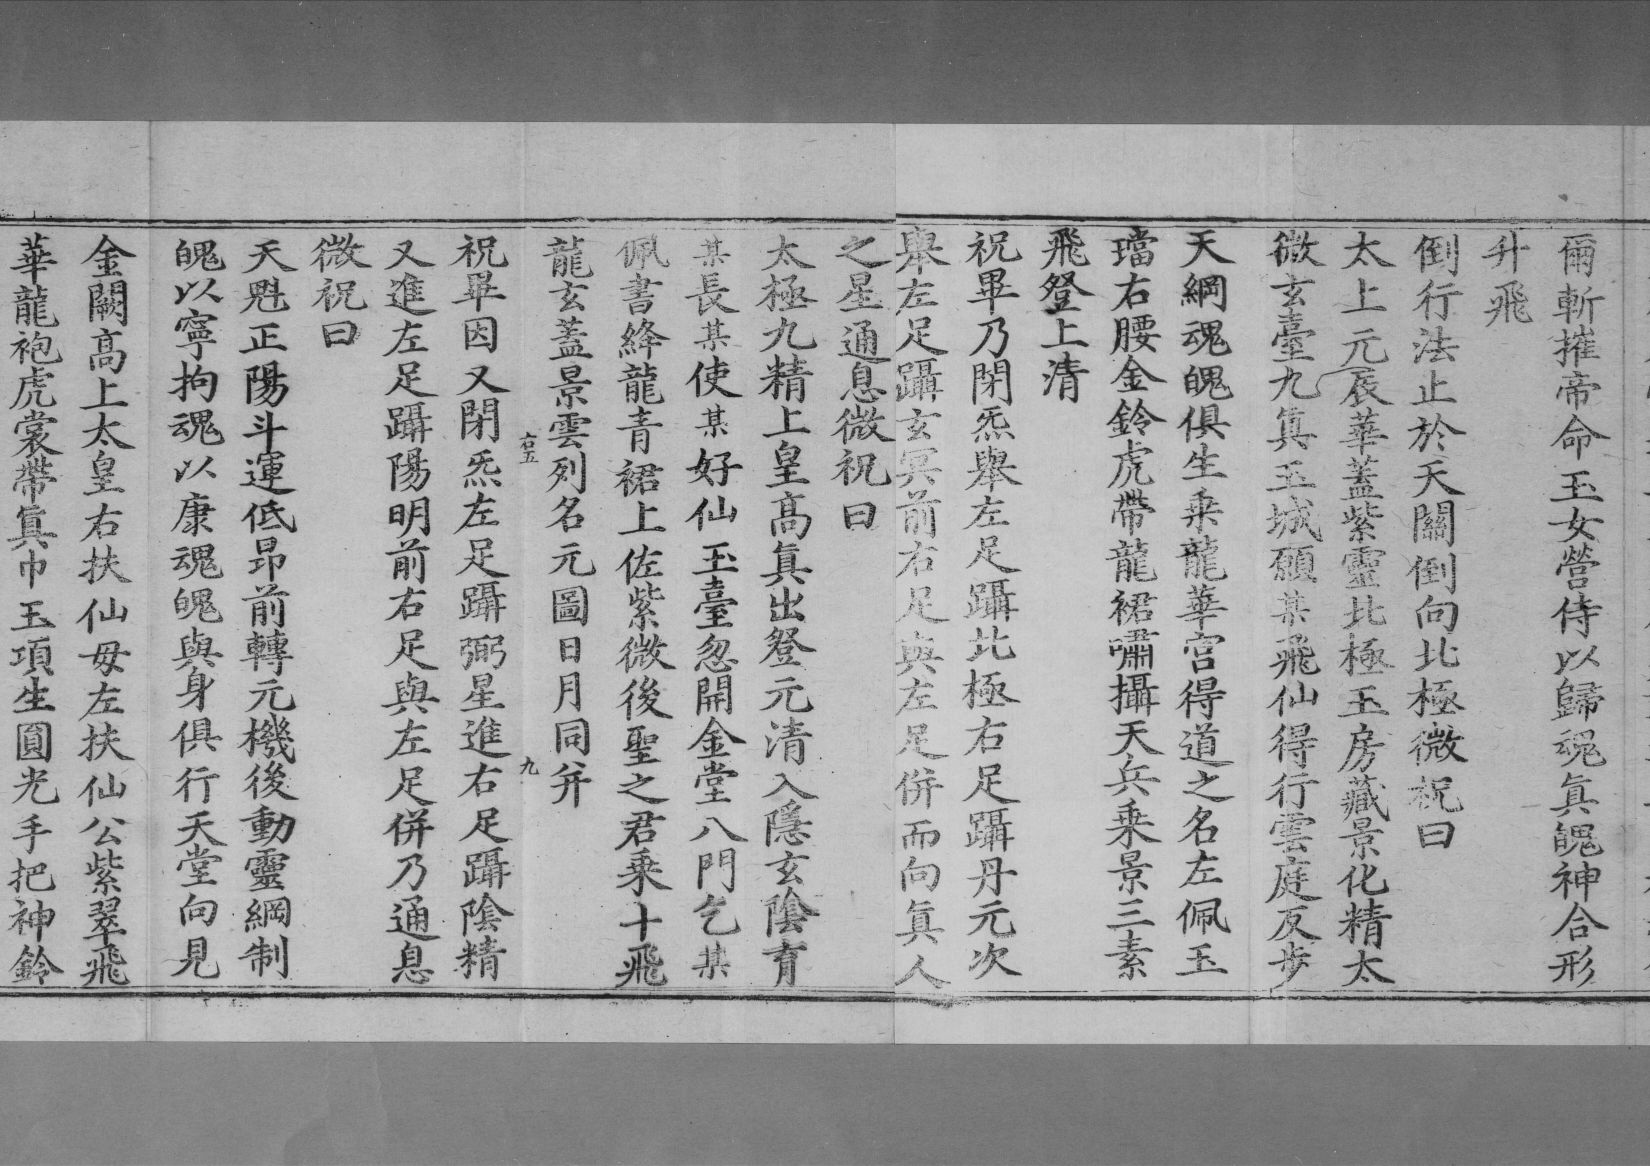 爾斬摧帝命玉女營侍以歸魂真魄神合形
升飛
倒行法止於天關倒向北極微祝曰
太上元辰華蓋紫靈北極玉房藏景化精太
微玄臺九真玉城願某飛仙得行雲庭反步
天綱魂魄俱生乗龍華宮得道之名左佩玉
璫右腰金鈴虎帶龍裙嘯攝天兵乗景三素
飛登上清
祝畢乃閉炁舉左足躡北極右足躡丹元次
舉左足躡玄冥前右足與左足併而向真人
之星通息微祝曰
太極九精上皇高真出登元清入隱玄隂育
某長某使某好仙玉臺忽開金堂八門乞某
佩書絳龍青裙上佐紫微後聖之君乗十飛
龍玄蓋景雲列名元圖日月同并
右五
九
祝畢因又閉炁左足躡弼星進右足躡隂精
又進左足躡陽明前右足與左足併乃通息
微祝曰
天魁正陽斗運低昂前轉元機後動靈綱制
魄以寧拘魂以康魂魄與身俱行天堂向見
金闕高上太皇右扶仙母左扶仙公紫翠飛
華龍袍虎裳帶真巾玉項生圓光手把神鈴